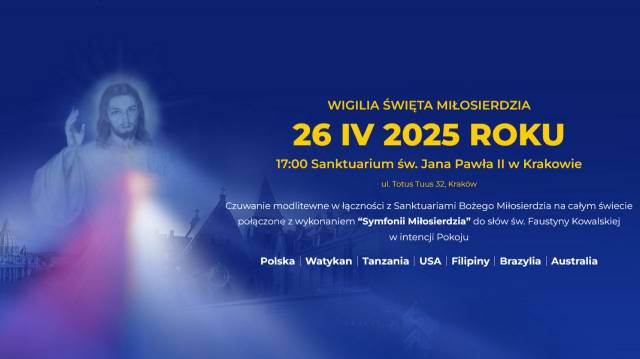 WIGILIA ŚWIĘTA MIŁOSIERDZIA
26 IV 2025 ROKU
17:00 Sanktuarium św. Jana Pawła II w Krakowie
ul. Totus Tuus 32, Kraków
Czuwanie modlitewne w łączności z Sanktuariami Bożego Miłosierdzia na całym świecie
połączone z wykonaniem “Symfonii Miłosierdzia” do słów św. Faustyny Kowalskiej
w intencji Pokoju
Polska | Watykan | Tanzania | USA | Filipiny | Brazylia | Australia